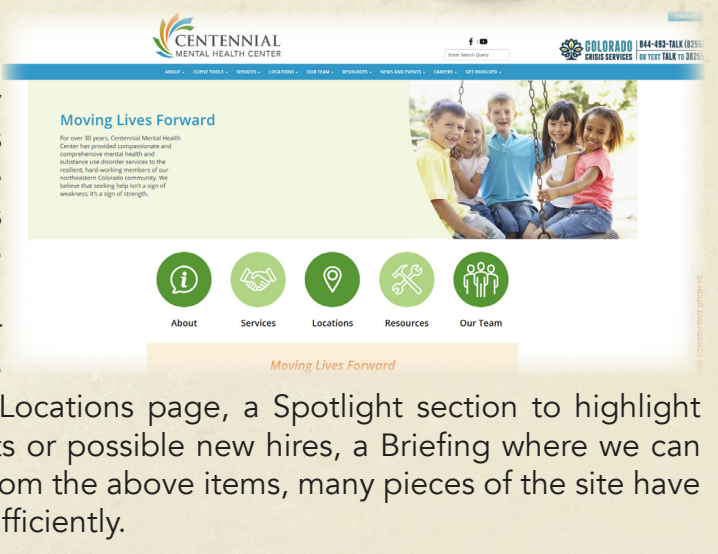 CENTENNIAL
MENTAL HEALTH CENTER
Enter Search Query
COLORADO
CRISIS SERVICES
844-493-TALK (8255)
OR TEXT TALK TO 38255
ABOUT CLIENT TOOLS SERVICES LOCATIONS OUR TEAM RESOURCES NEWS AND EVENTS CAREERS GET INVOLVED
Moving Lives Forward
For over 30 years, Centennial Mental Health
Center has provided compassionate and
comprehensive mental health and
substance use disorder services to the
resilient, hard-working members of our
northeastern Colorado community. We
believe that seeking help isn't a sign of
weakness; it's a sign of strength.
About Services Locations Resources Our Team
24 HOUR EMERGENCY
Moving Lives Forward
Locations page, a Spotlight section to highlight
ts or possible new hires, a Briefing where we can
om the above items, many pieces of the site have
fficiently.